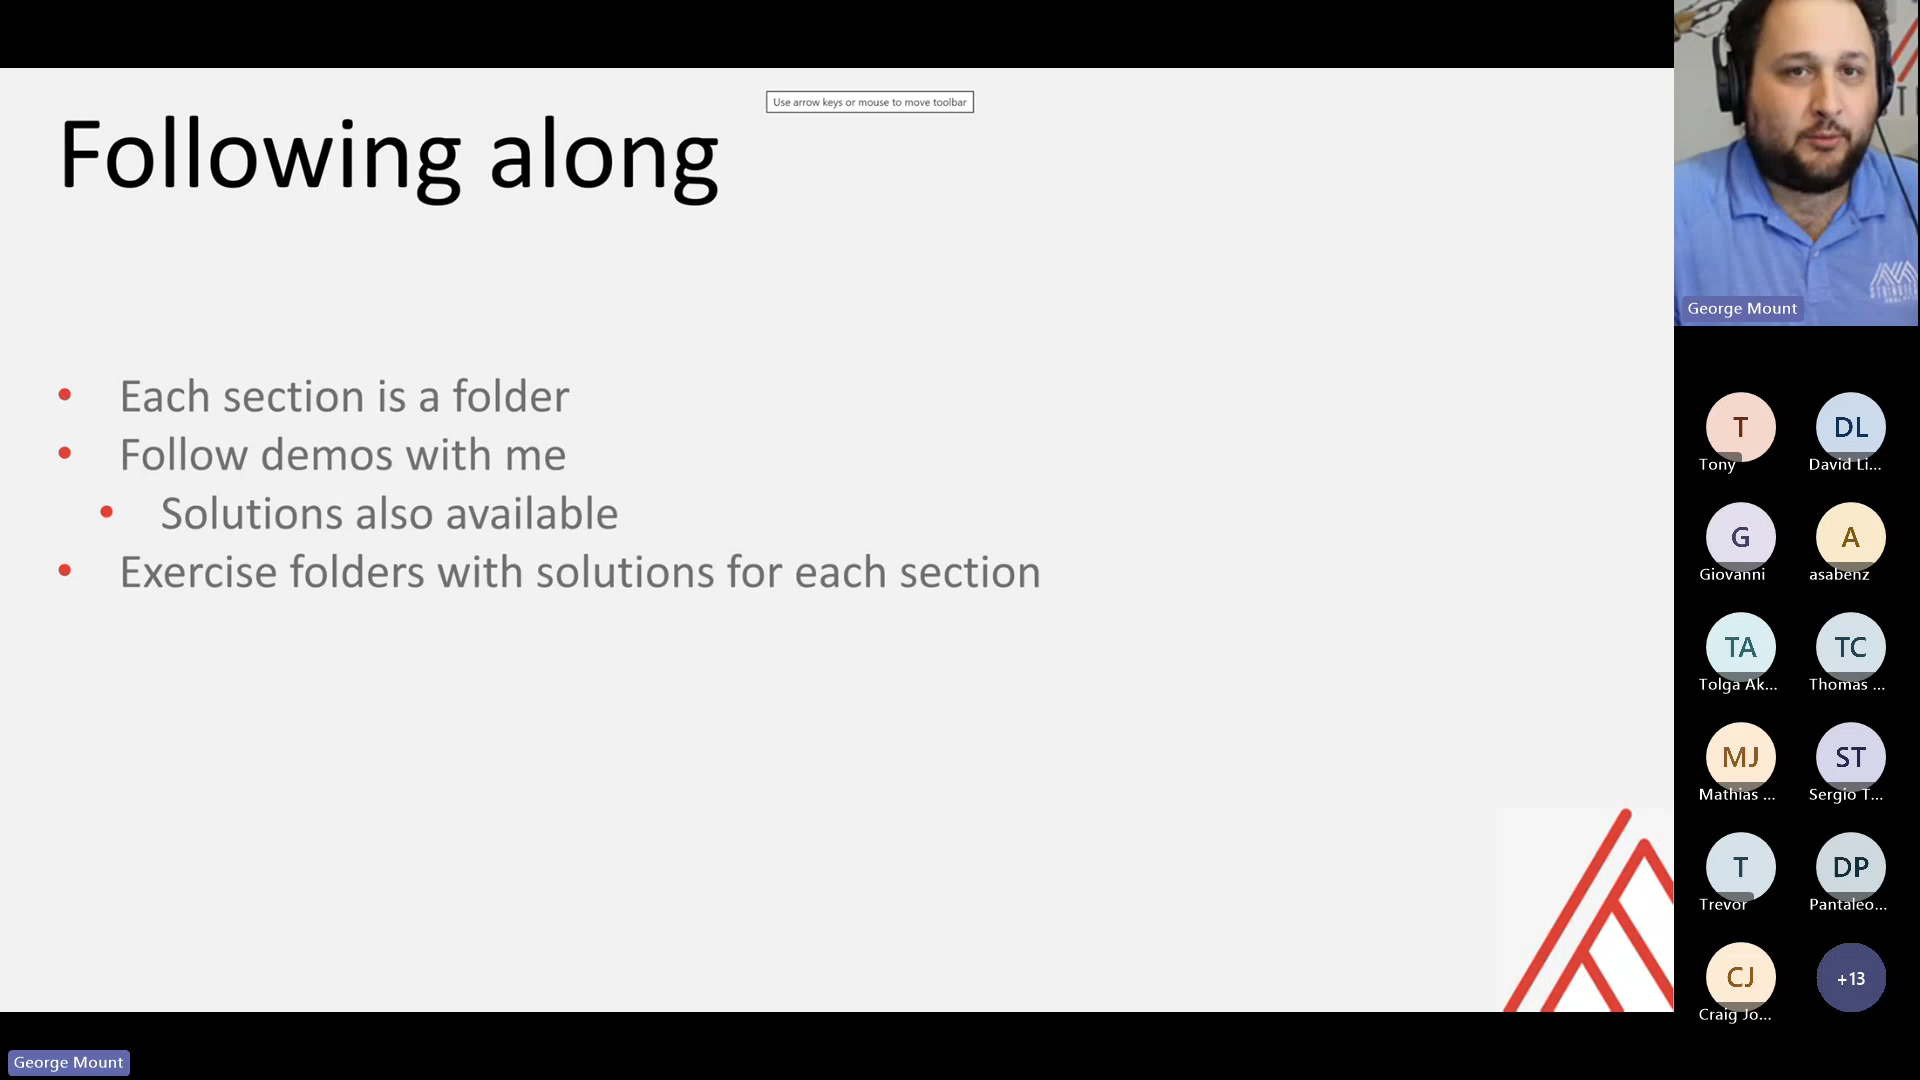 Following along
Use arrow keys or mouse to move toolbar
Each section is a folder
Follow demos with me
Solutions also available
Exercise folders with solutions for each section
George Mount
T
Tony
DL
David Li...
G
Giovanni
A
asabenz
TA
Tolga Ak...
TC
Thomas ...
MJ
Mathias ...
ST
Sergio T...
T
Trevor
DP
Pantaleo...
CJ
Craig Jo...
+13
George Mount